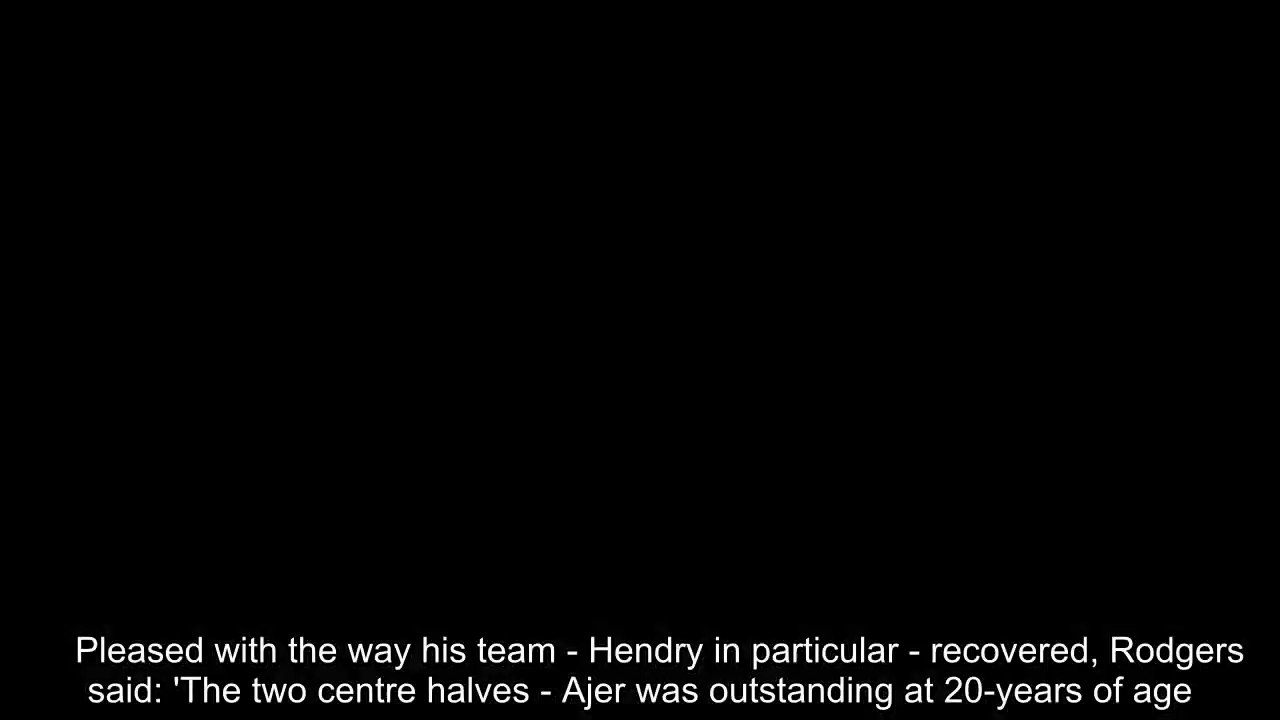 Pleased with the way his team - Hendry in particular - recovered, Rodgers
said: 'The two centre halves - Ajer was outstanding at 20-years of age